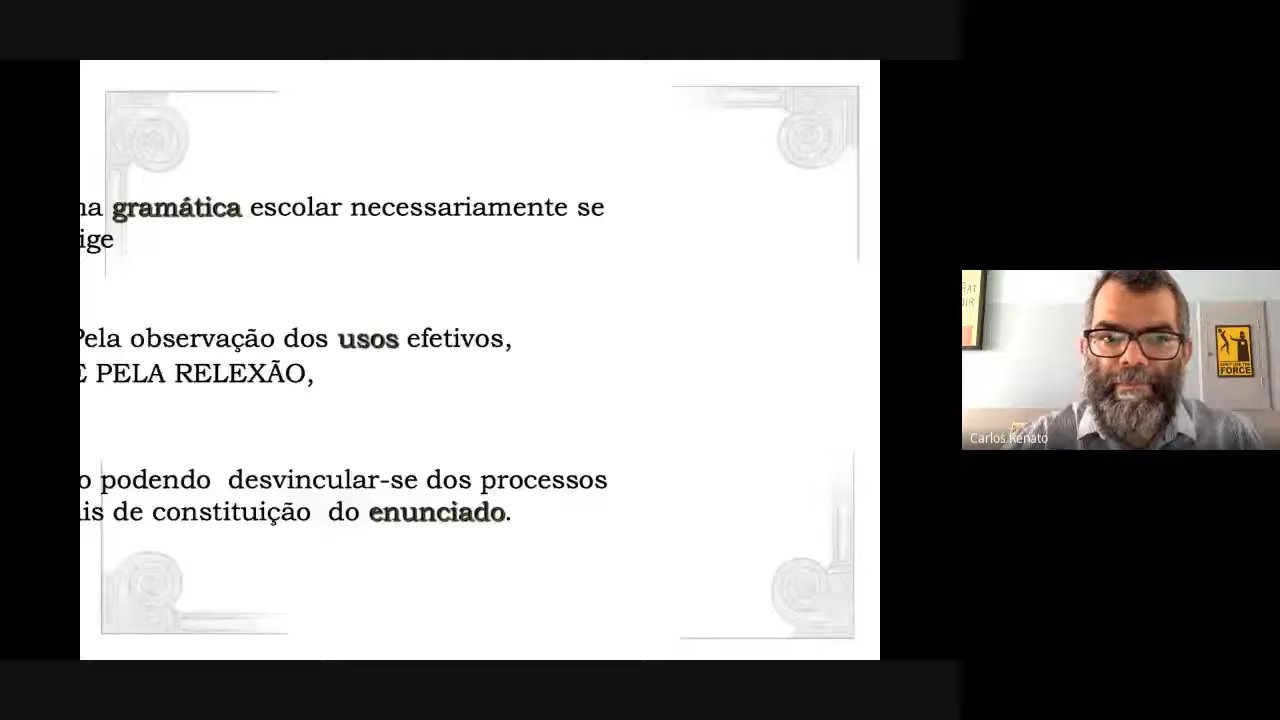 na gramática escolar necessariamente se
ige
Pela observação dos usos efetivos,
E PELA RELEXÃO,
o podendo desvincular-se dos processos
is de constituição do enunciado.
Carlos Renato
FORCE